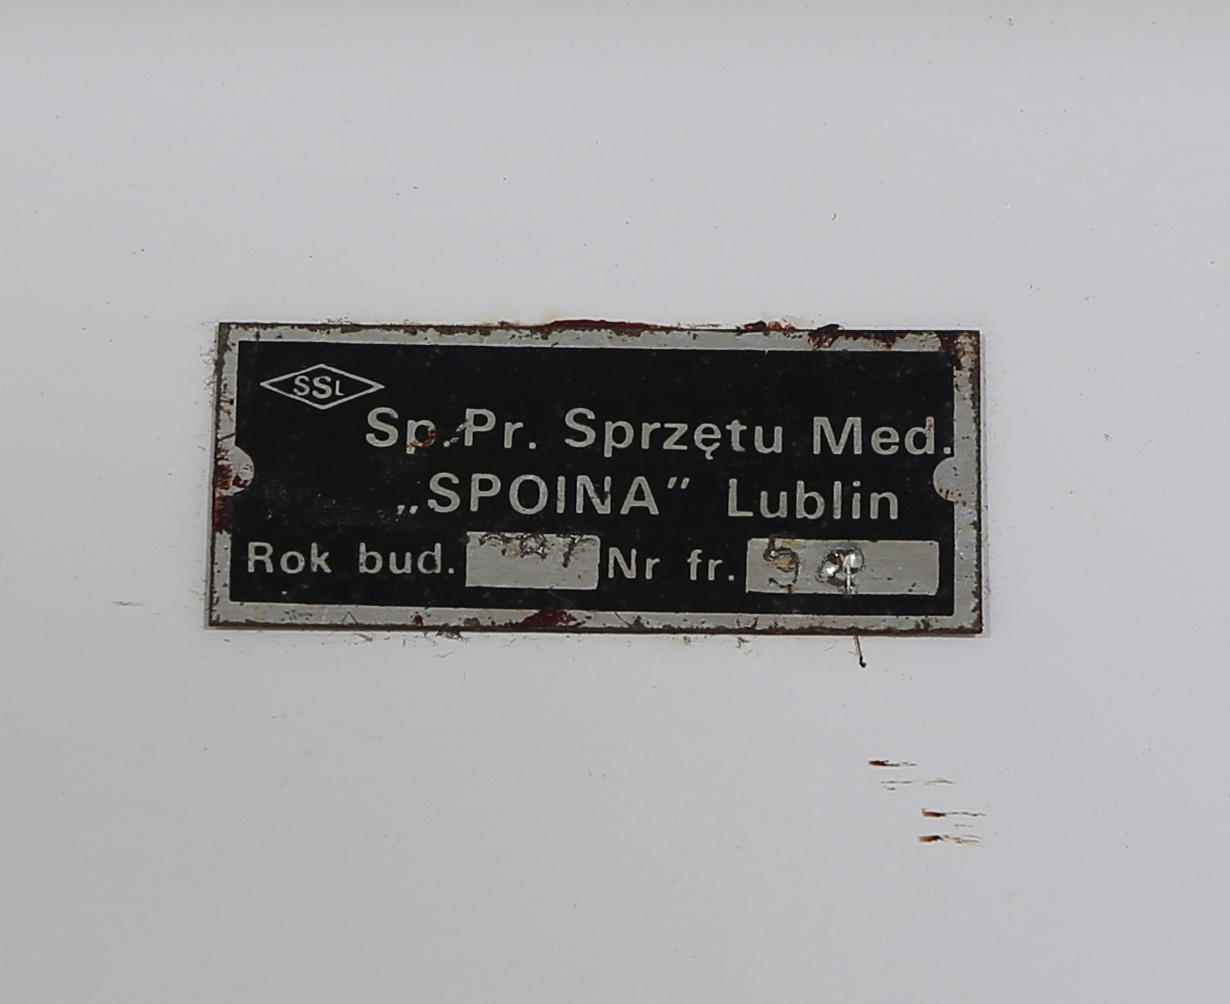 SSL
Sp.Pr. Sprzętu Med.
„SPOINA” Lublin
Rok bud. Nr fr.